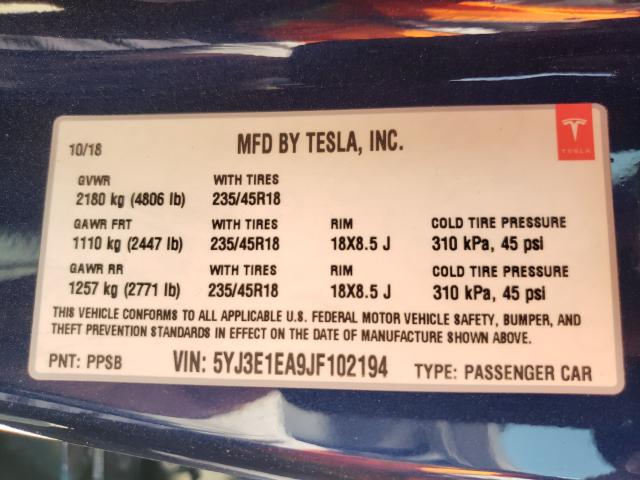 10/18 MFD BY TESLA, INC.
TESLA
GVWR WITH TIRES
2180 kg (4806 lb) 235/45R18
GAWR FRT WITH TIRES RIM COLD TIRE PRESSURE
1110 kg (2447 lb) 235/45R18 18X8.5 J 310 kPa, 45 psi
GAWR RR WITH TIRES RIM COLD TIRE PRESSURE
1257 kg (2771 lb) 235/45R18 18X8.5 J 310 kPa, 45 psi
THIS VEHICLE CONFORMS TO ALL APPLICABLE U.S. FEDERAL MOTOR VEHICLE SAFETY, BUMPER, AND
THEFT PREVENTION STANDARDS IN EFFECT ON THE DATE OF MANUFACTURE SHOWN ABOVE.
PNT: PPSB VIN: 5YJ3E1EA9JF102194 TYPE: PASSENGER CAR